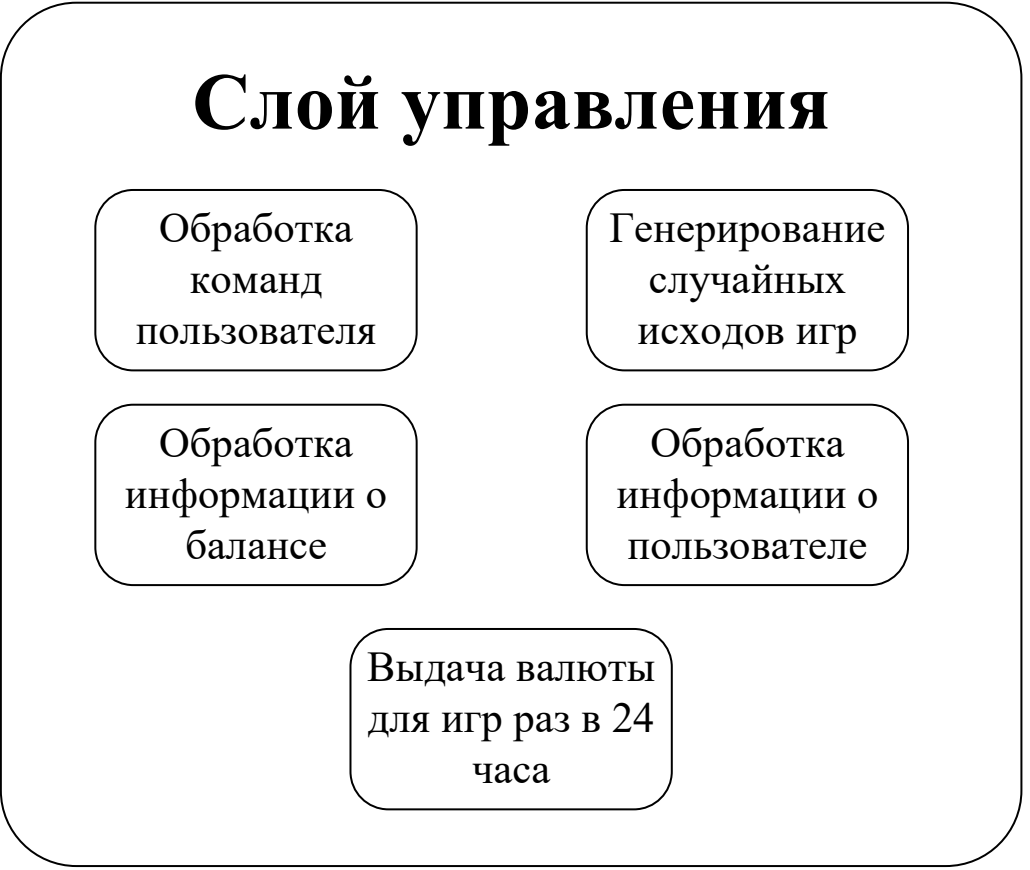 Слой управления
Обработка
команд
пользователя
Генерирование
случайных
исходов игр
Обработка
информации о
балансе
Обработка
информации о
пользователе
Выдача валюты
для игр раз в 24
часа